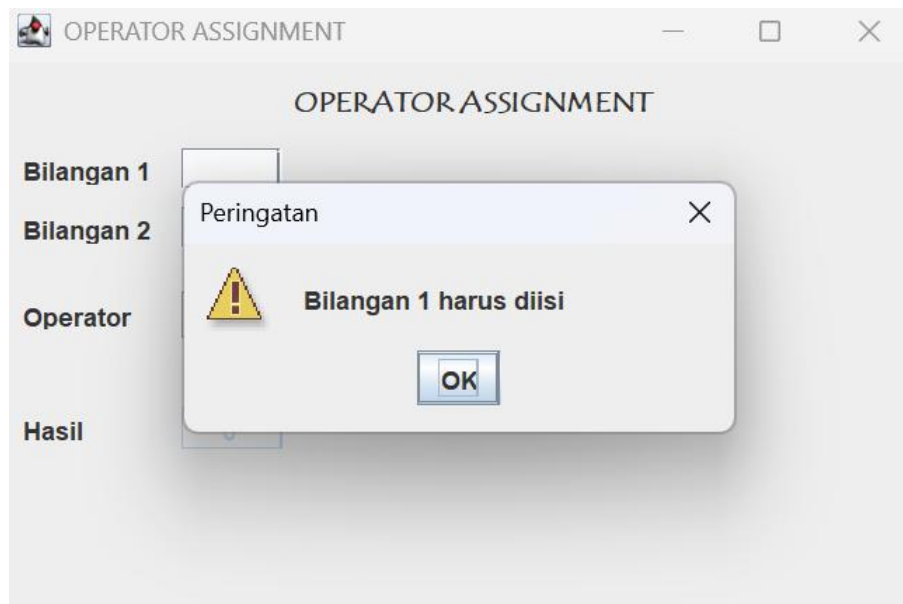 OPERATOR ASSIGNMENT
OPERATOR ASSIGNMENT
Bilangan 1
Bilangan 2
Operator
Hasil
Peringatan
Bilangan 1 harus diisi
OK